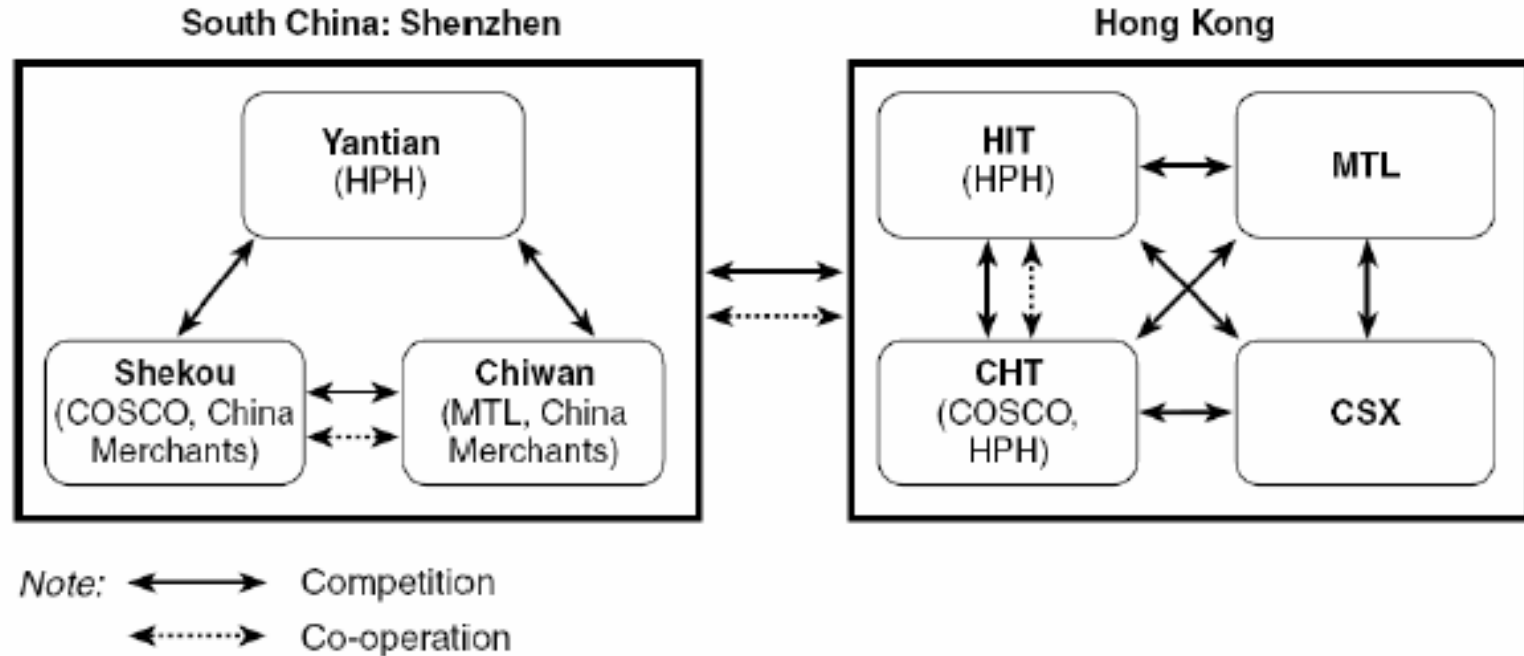 South China: Shenzhen
Hong Kong
Yantian
(HPH)
Shekou
(COSCO, China
Merchants)
Chiwan
(MTL, China
Merchants)
HIT
(HPH)
MTL
CHT
(COSCO,
HPH)
CSX
Note:
Competition
Co-operation